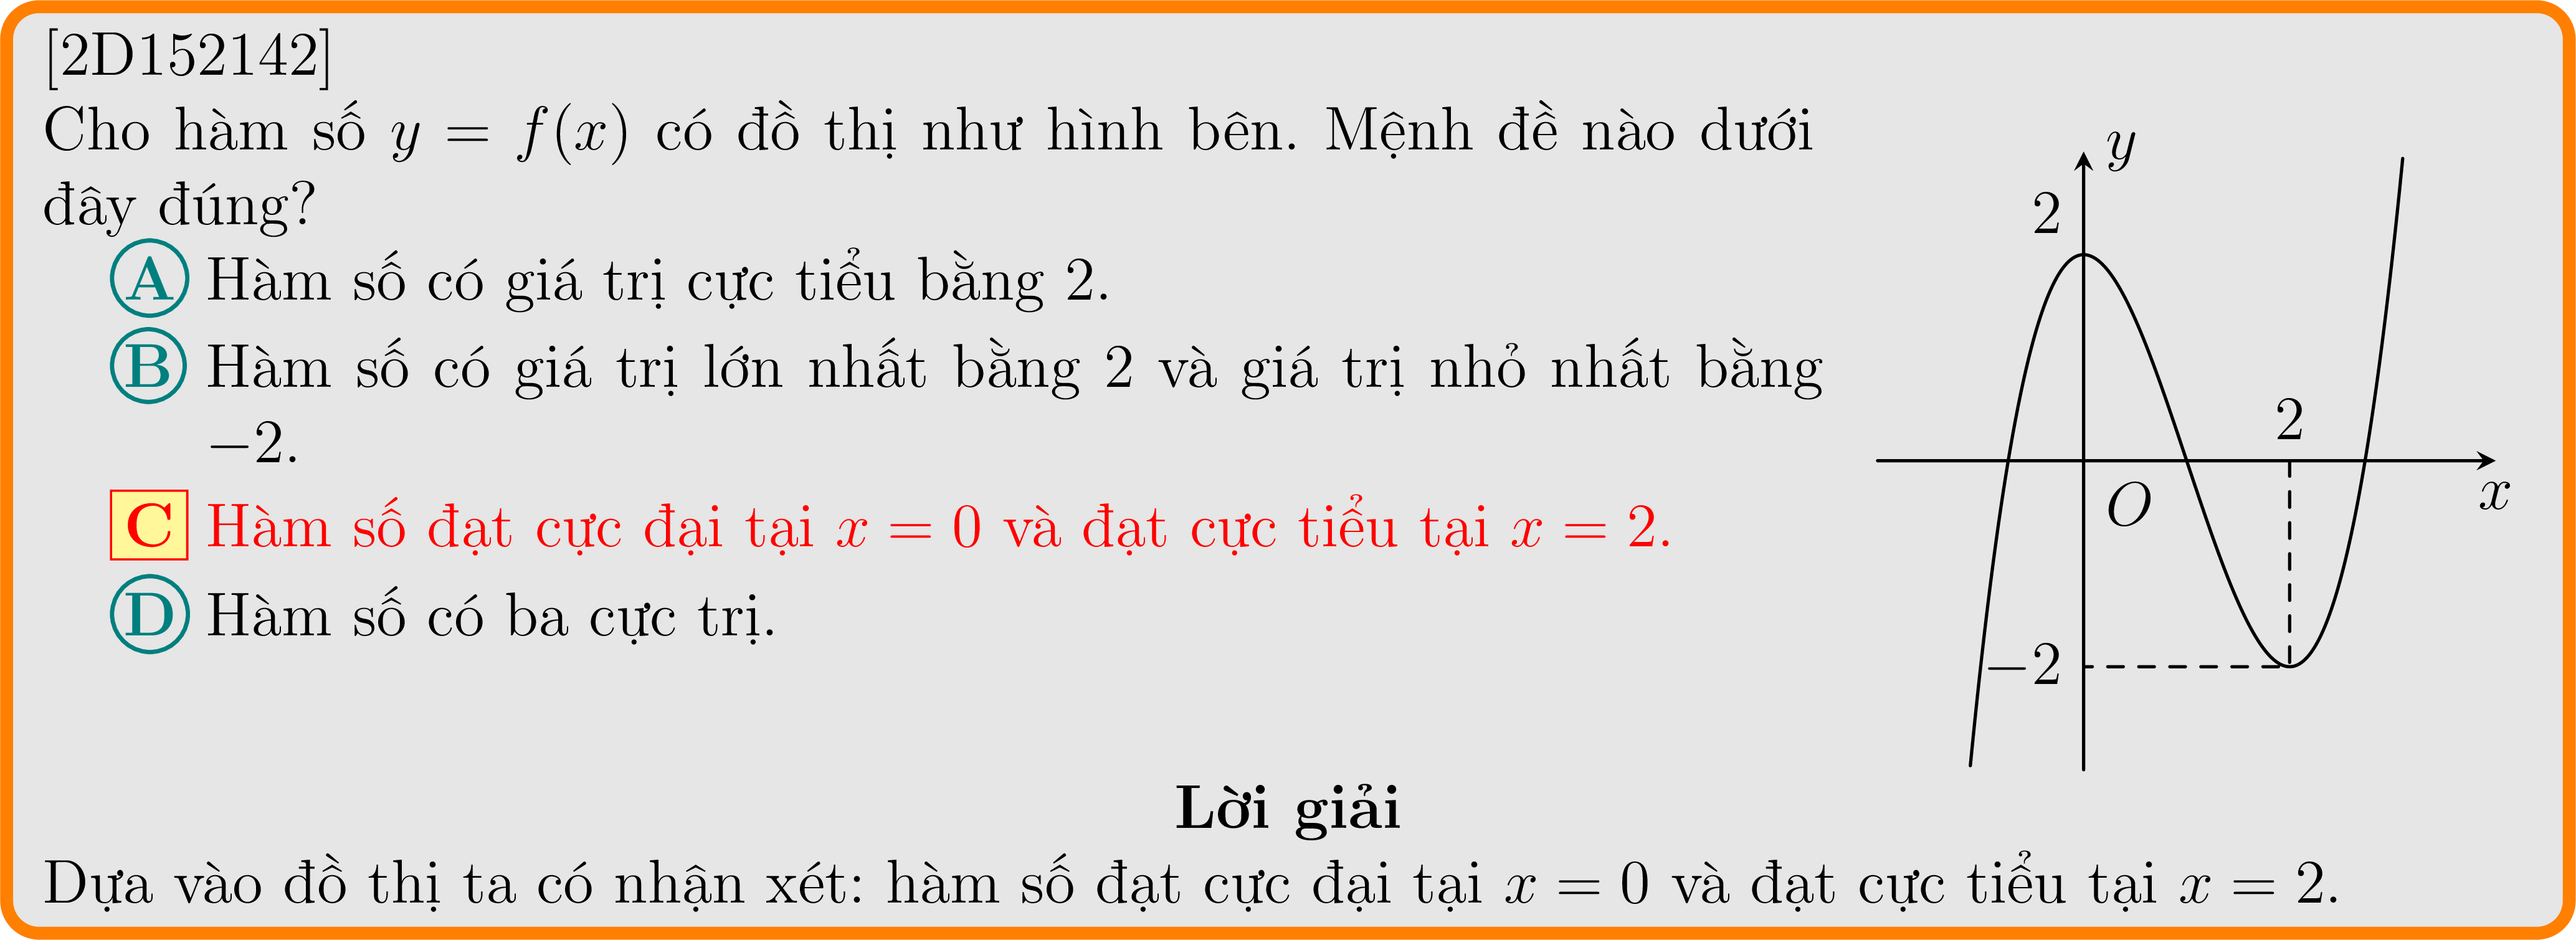 [2D152142]
Cho hàm số y = f(x) có đồ thị như hình bên. Mệnh đề nào dưới
đây đúng?
A Hàm số có giá trị cực tiểu bằng 2.
B Hàm số có giá trị lớn nhất bằng 2 và giá trị nhỏ nhất bằng
−2.
C Hàm số đạt cực đại tại x = 0 và đạt cực tiểu tại x = 2.
D Hàm số có ba cực trị.
y
2
2
O
x
−2
Lời giải
Dựa vào đồ thị ta có nhận xét: hàm số đạt cực đại tại x = 0 và đạt cực tiểu tại x = 2.